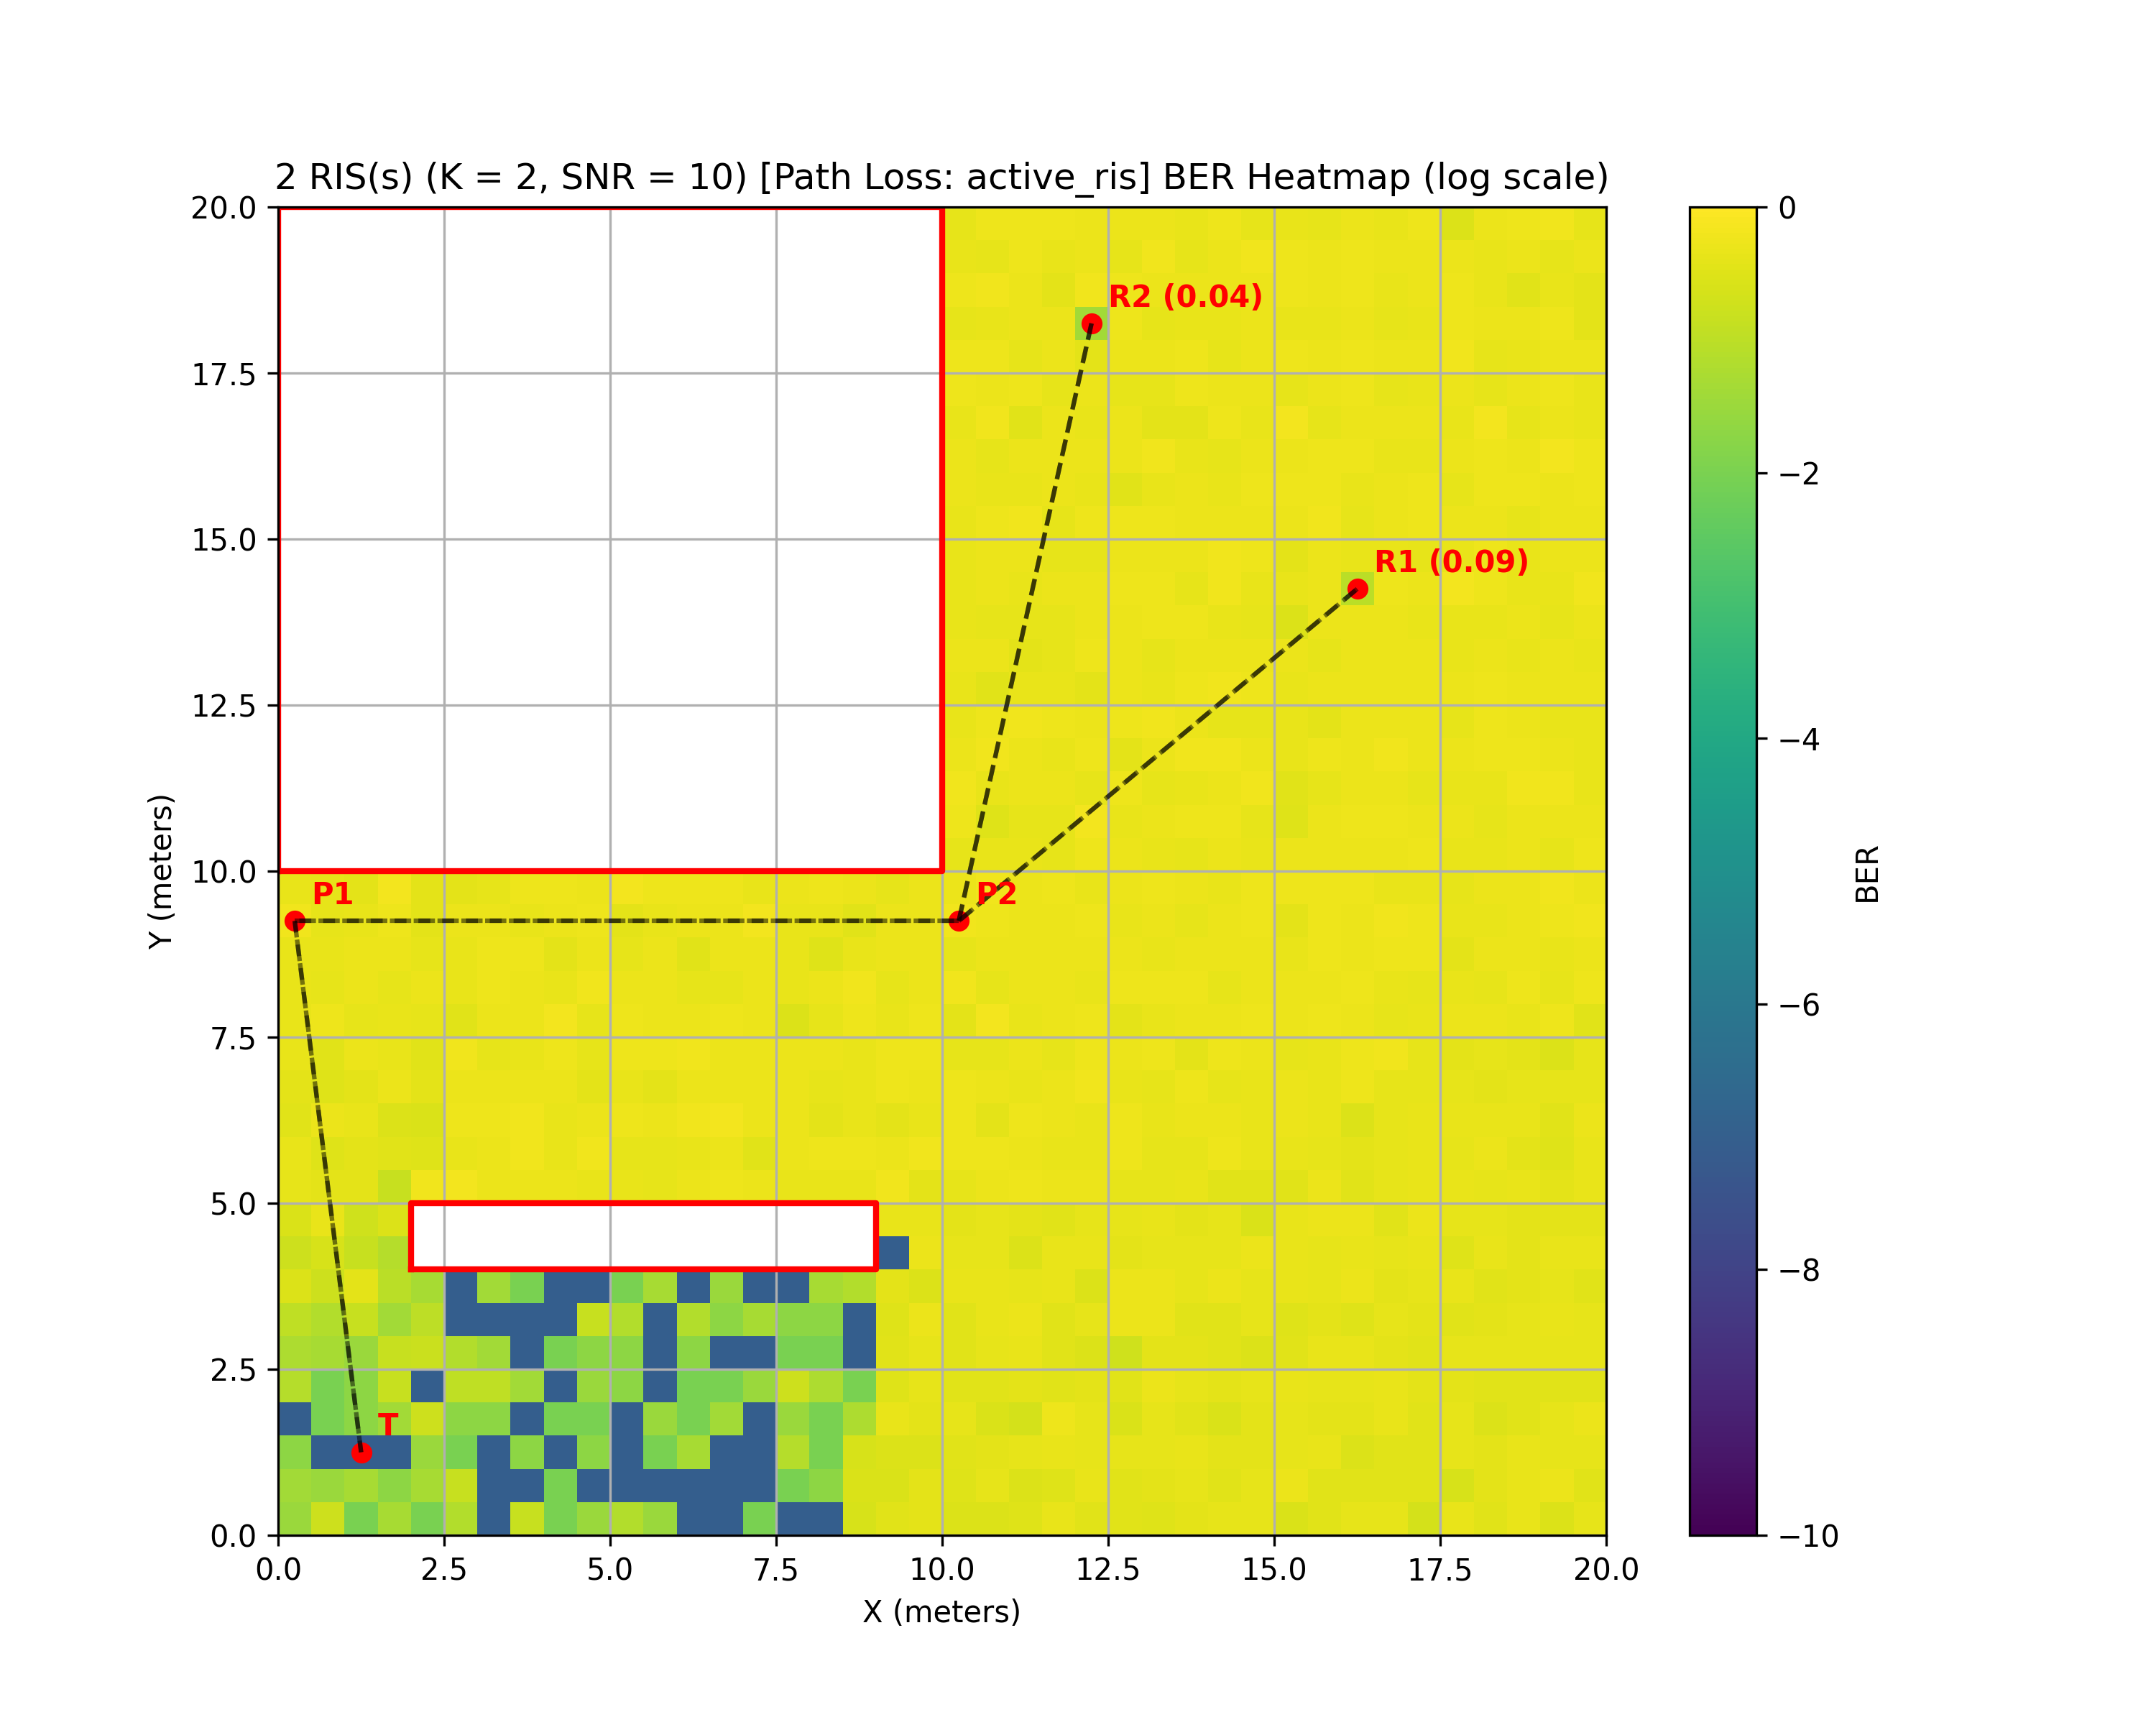 2 RIS(s) (K = 2, SNR = 10) [Path Loss: active_ris] BER Heatmap (log scale)
20.0
17.5
15.0
12.5
10.0
7.5
5.0
2.5
0.0
Y (meters)
R2 (0.04)
R1 (0.09)
P1
P2
T
0.0 2.5 5.0 7.5 10.0 12.5 15.0 17.5 20.0
X (meters)
0
−2
−4
−6
−8
−10
BER